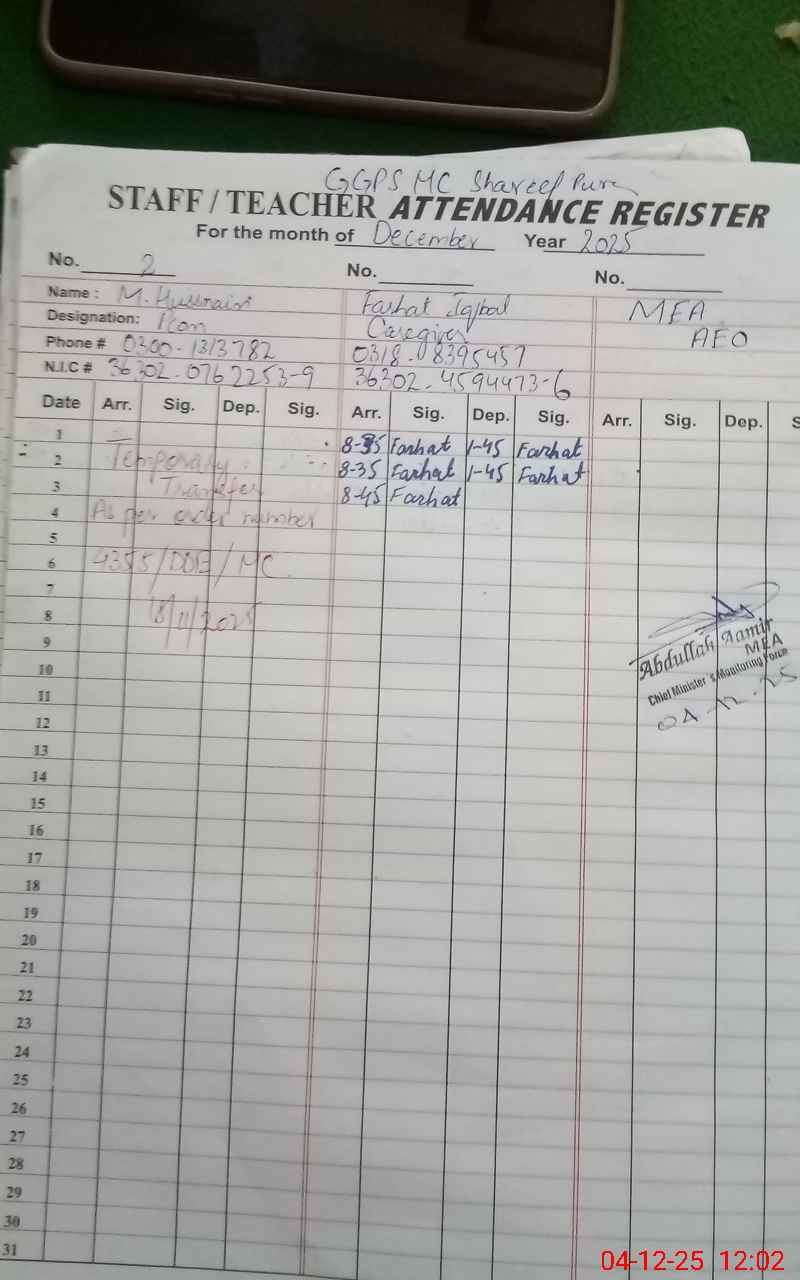 GGPS MC Shareef Pura
STAFF / TEACHER ATTENDANCE REGISTER
For the month of December Year 2025
No. 2 No. No.
Name : M. Hussnain Farhat Iqbal MEA
Designation: Caregiver AEO
Phone # 0300-1313782 0318-08395457
N.I.C # 36302-0762253-9 36302-4594473-6
Date Arr. Sig. Dep. Sig. Arr. Sig. Dep. Sig. Arr. Sig. Dep. S
1 8-35 Farhat 1-45 Farhat
2 Temporary 8-35 Farhat 1-45 Farhat
3 Transfer 8-45 Farhat
4 As per order number
5
6 4355/DDE/MC
7
8 18/11/2025
9
Abdullah Aamir
MEA
Chief Minister's Monitoring Force
04-12-25
10
11
12
13
14
15
16
17
18
19
20
21
22
23
24
25
26
27
28
29
30
31
04-12-25 12:02